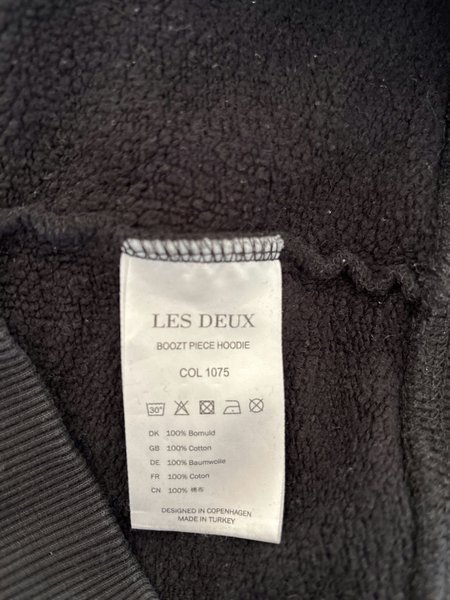 LES DEUX
BOOZT PIECE HOODIE
COL 1075
30°
DK 100% Bomuld
GB 100% Cotton
DE 100% Baumwolle
FR 100% Coton
CN 100% 棉布
DESIGNED IN COPENHAGEN
MADE IN TURKEY